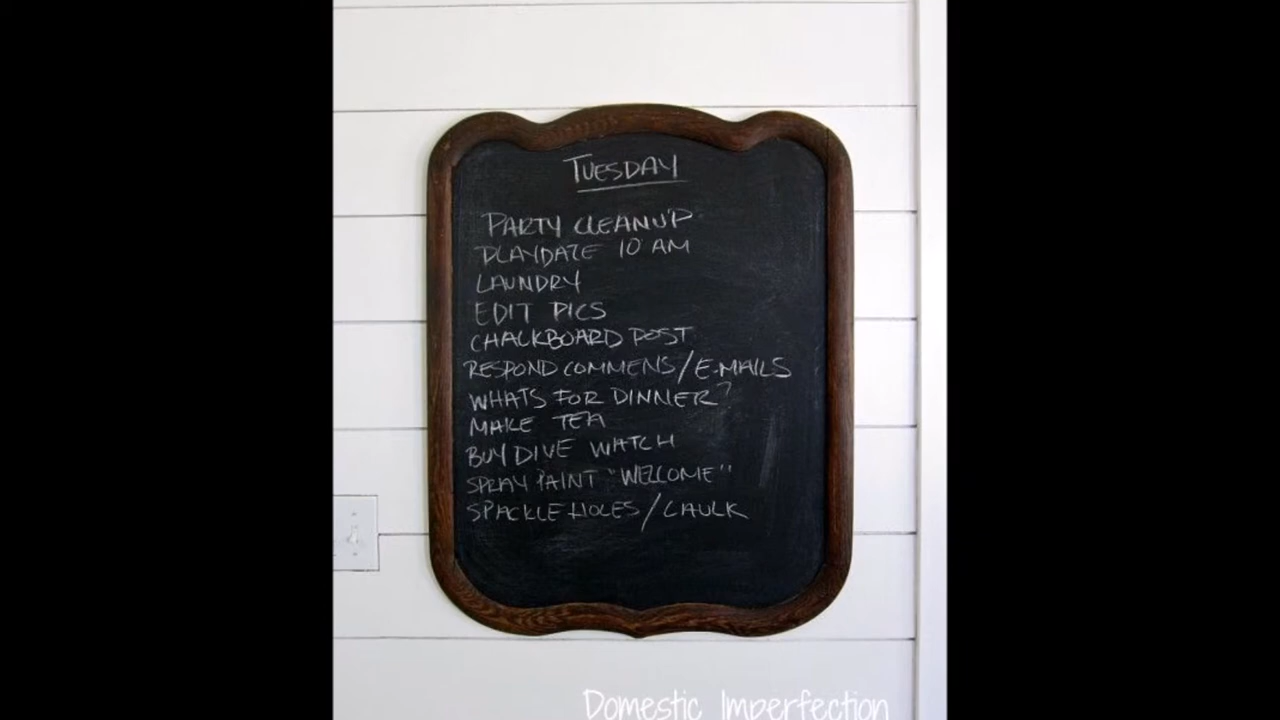 TUESDAY
PARTY CLEANUP
PLAYDATE 10 AM
LAUNDRY
EDIT PICS
CHALKBOARD POST
RESPOND COMMENS/E-MAILS
WHATS FOR DINNER?
MAKE TEA
BUY DIVE WATCH
SPRAY PAINT "WELCOME"
SPACKLE HOLES/CAULK
Domestic Imperfection